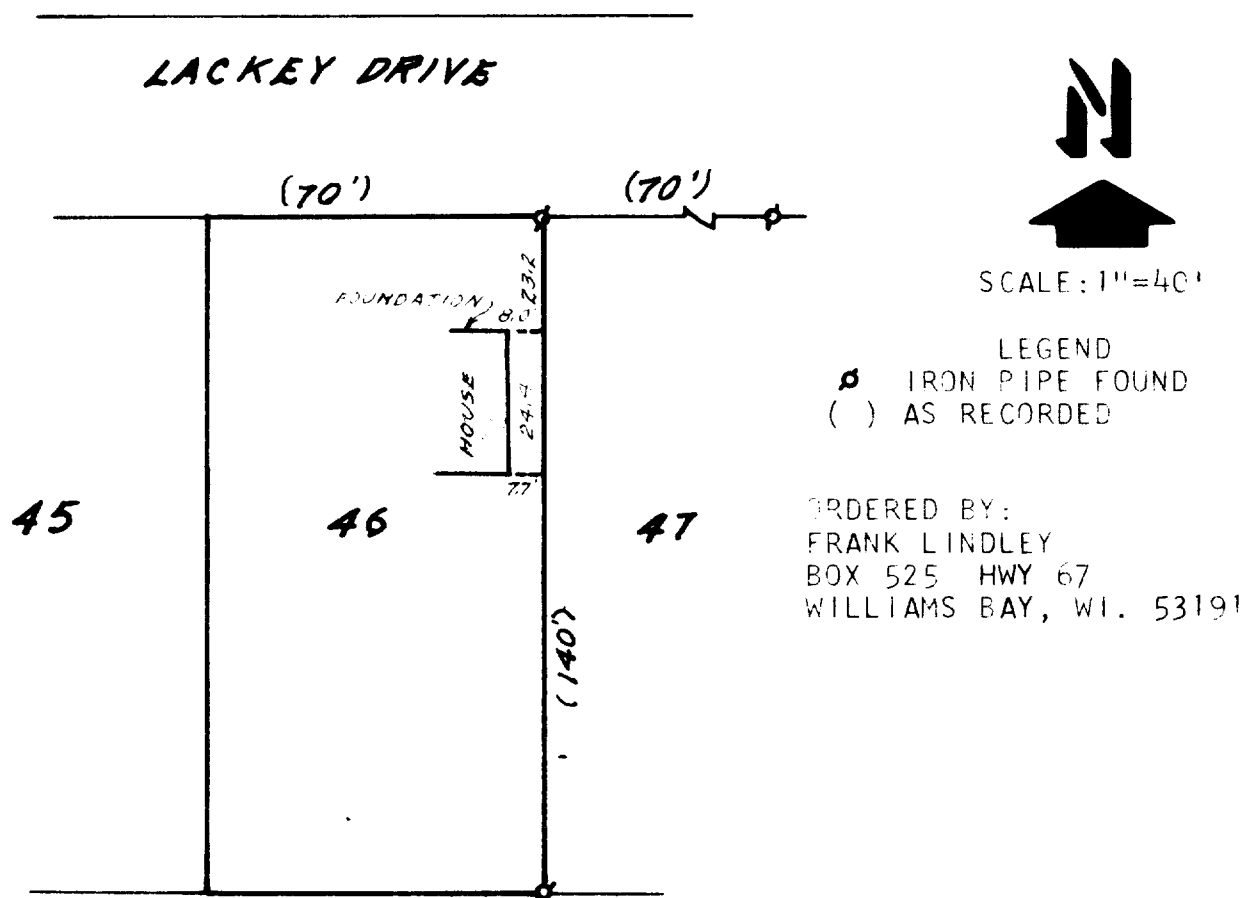 LACKEY DRIVE
N
(70')
(70')
SCALE: 1"=40'
FOUNDATION
8.0'
23.2
LEGEND
IRON PIPE FOUND
( ) AS RECORDED
HOUSE
24.4
7.7'
45
46
47
ORDERED BY:
FRANK LINDLEY
BOX 525 HWY 67
WILLIAMS BAY, WI. 53191
(140')